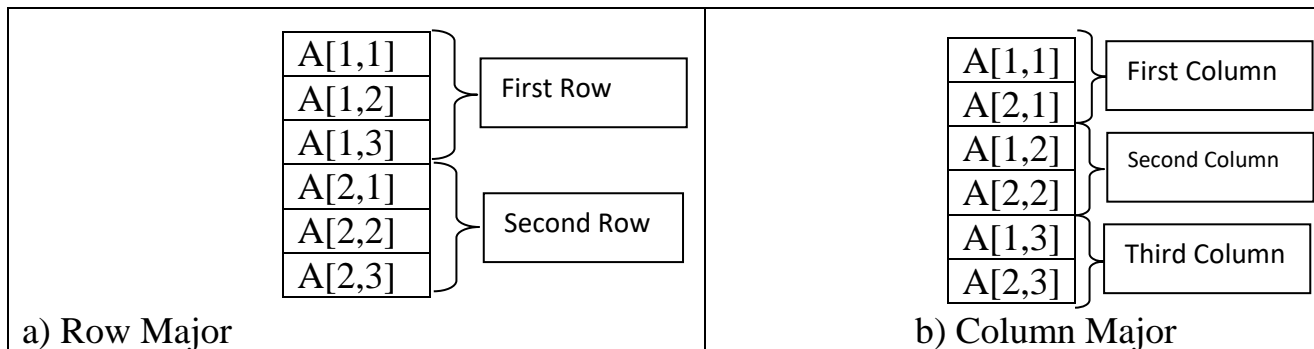 A[1,1]
A[1,2]
A[1,3]
A[2,1]
A[2,2]
A[2,3]
First Row
Second Row
a) Row Major
A[1,1]
A[2,1]
A[1,2]
A[2,2]
A[1,3]
A[2,3]
First Column
Second Column
Third Column
b) Column Major